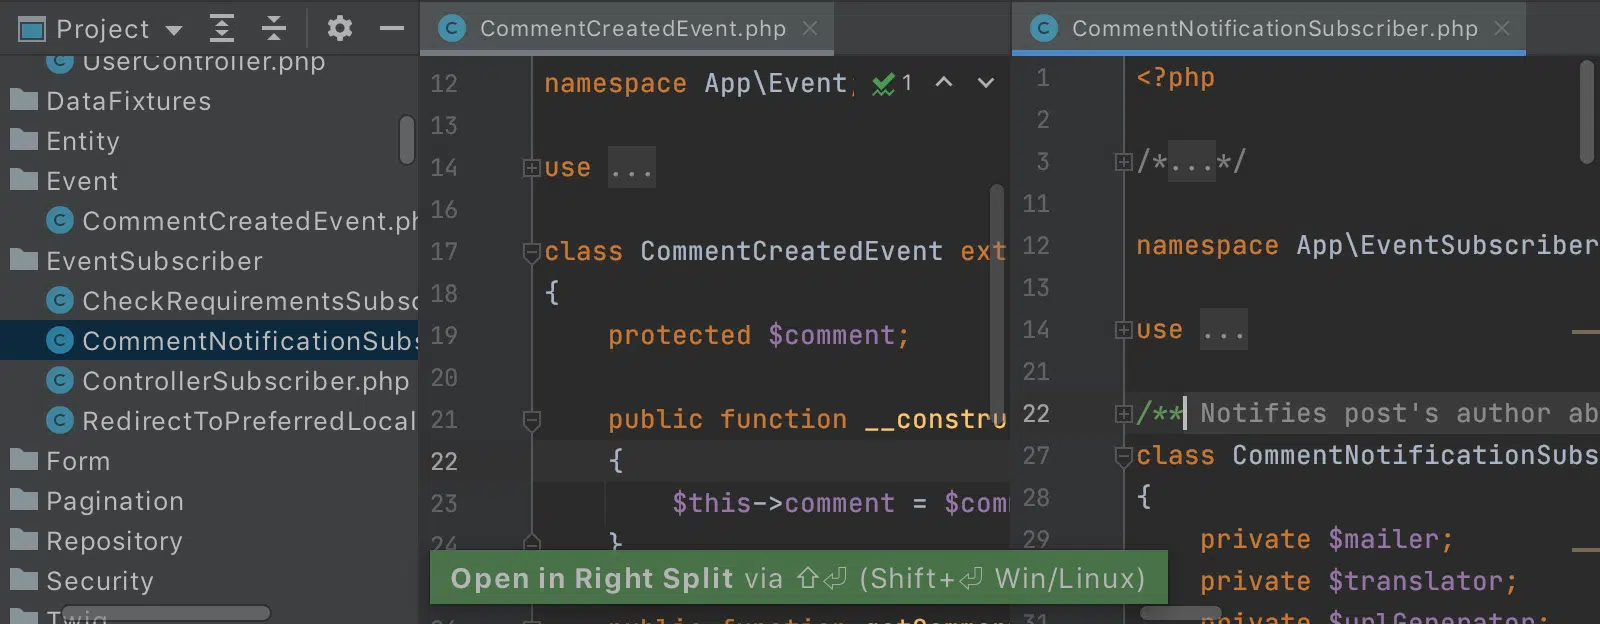 Project
UserController.php
DataFixtures
Entity
Event
CommentCreatedEvent.ph
EventSubscriber
CheckRequirementsSubsc
CommentNotificationSubs
ControllerSubscriber.php
RedirectToPreferredLocal
Form
Pagination
Repository
Security
Twig
CommentCreatedEvent.php
12 namespace App\Event; 1
13
14 use ...
16
17 class CommentCreatedEvent ext
18 {
19 protected $comment;
20
21 public function __constru
22 {
23 $this->comment = $com
24 }
public function getComme
CommentNotificationSubscriber.php
1 <?php
2
3 /*...*/
11
12 namespace App\EventSubscriber
13
14 use ...
21
22 /** Notifies post's author ab
27 class CommentNotificationSubs
28 {
29 private $mailer;
private $translator;
31 private $urlGenerator;
Open in Right Split via ⇧⏎ (Shift+⏎ Win/Linux)